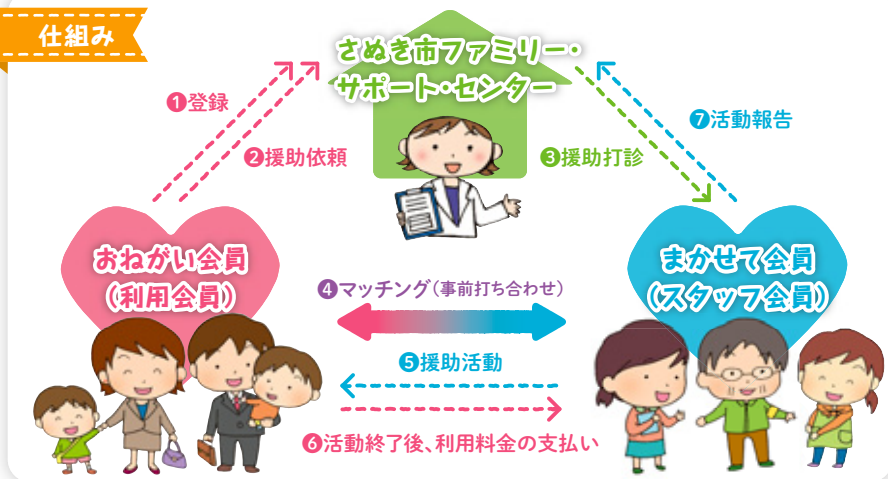 仕組み
さぬき市ファミリー・
サポート・センター
❶登録
❷援助依頼
❸援助打診
❼活動報告
おねがい会員
(利用会員)
まかせて会員
(スタッフ会員)
❹マッチング(事前打ち合わせ)
❺援助活動
❻活動終了後、利用料金の支払い